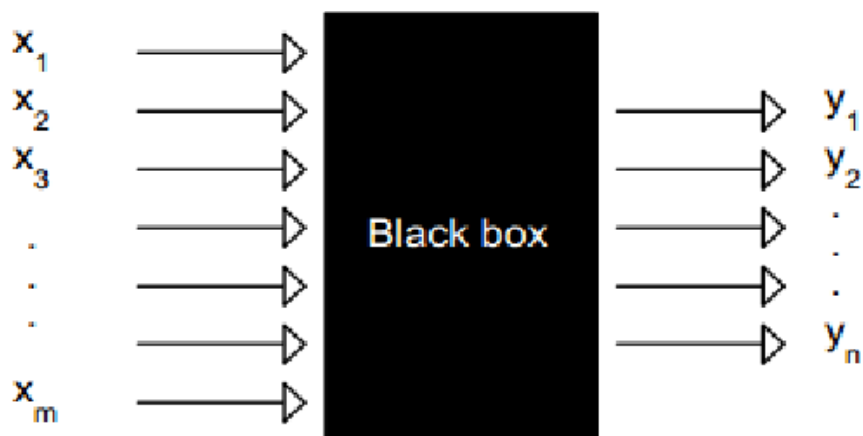 x₁
x₂
x₃
.
.
.
xₘ
Black box
y₁
y₂
.
.
.
yₙ